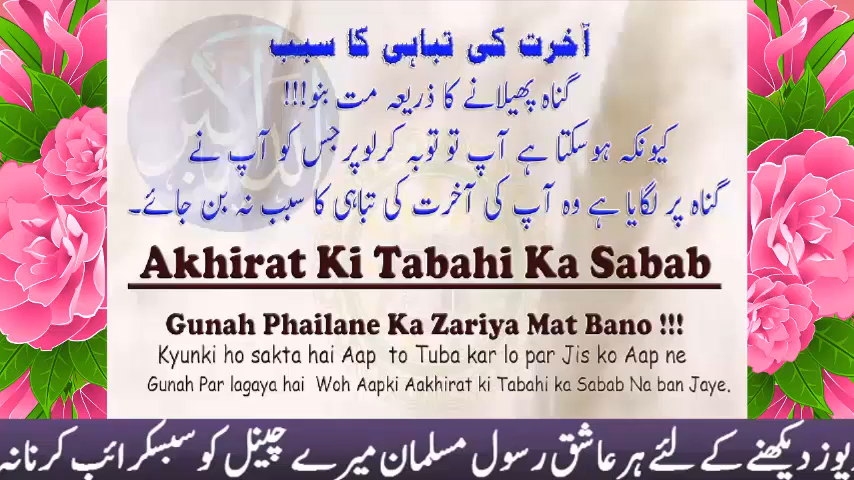 آخرت کی تباہی کا سبب
گناہ پھیلانے کا ذریعہ مت بنو!!!
کیونکہ ہوسکتا ہے آپ تو توبہ کرلو پر جس کو آپ نے
گناہ پر لگایا ہے وہ آپ کی آخرت کی تباہی کا سبب نہ بن جائے۔
Akhirat Ki Tabahi Ka Sabab
Gunah Phailane Ka Zariya Mat Bano !!!
Kyunki ho sakta hai Aap to Tuba kar lo par Jis ko Aap ne
Gunah Par lagaya hai Woh Aapki Aakhirat ki Tabahi ka Sabab Na ban Jaye.
دیکھنے کے لئے ہر عاشق رسول مسلمان میرے چینل کو سبسکرائب کرنا نہ